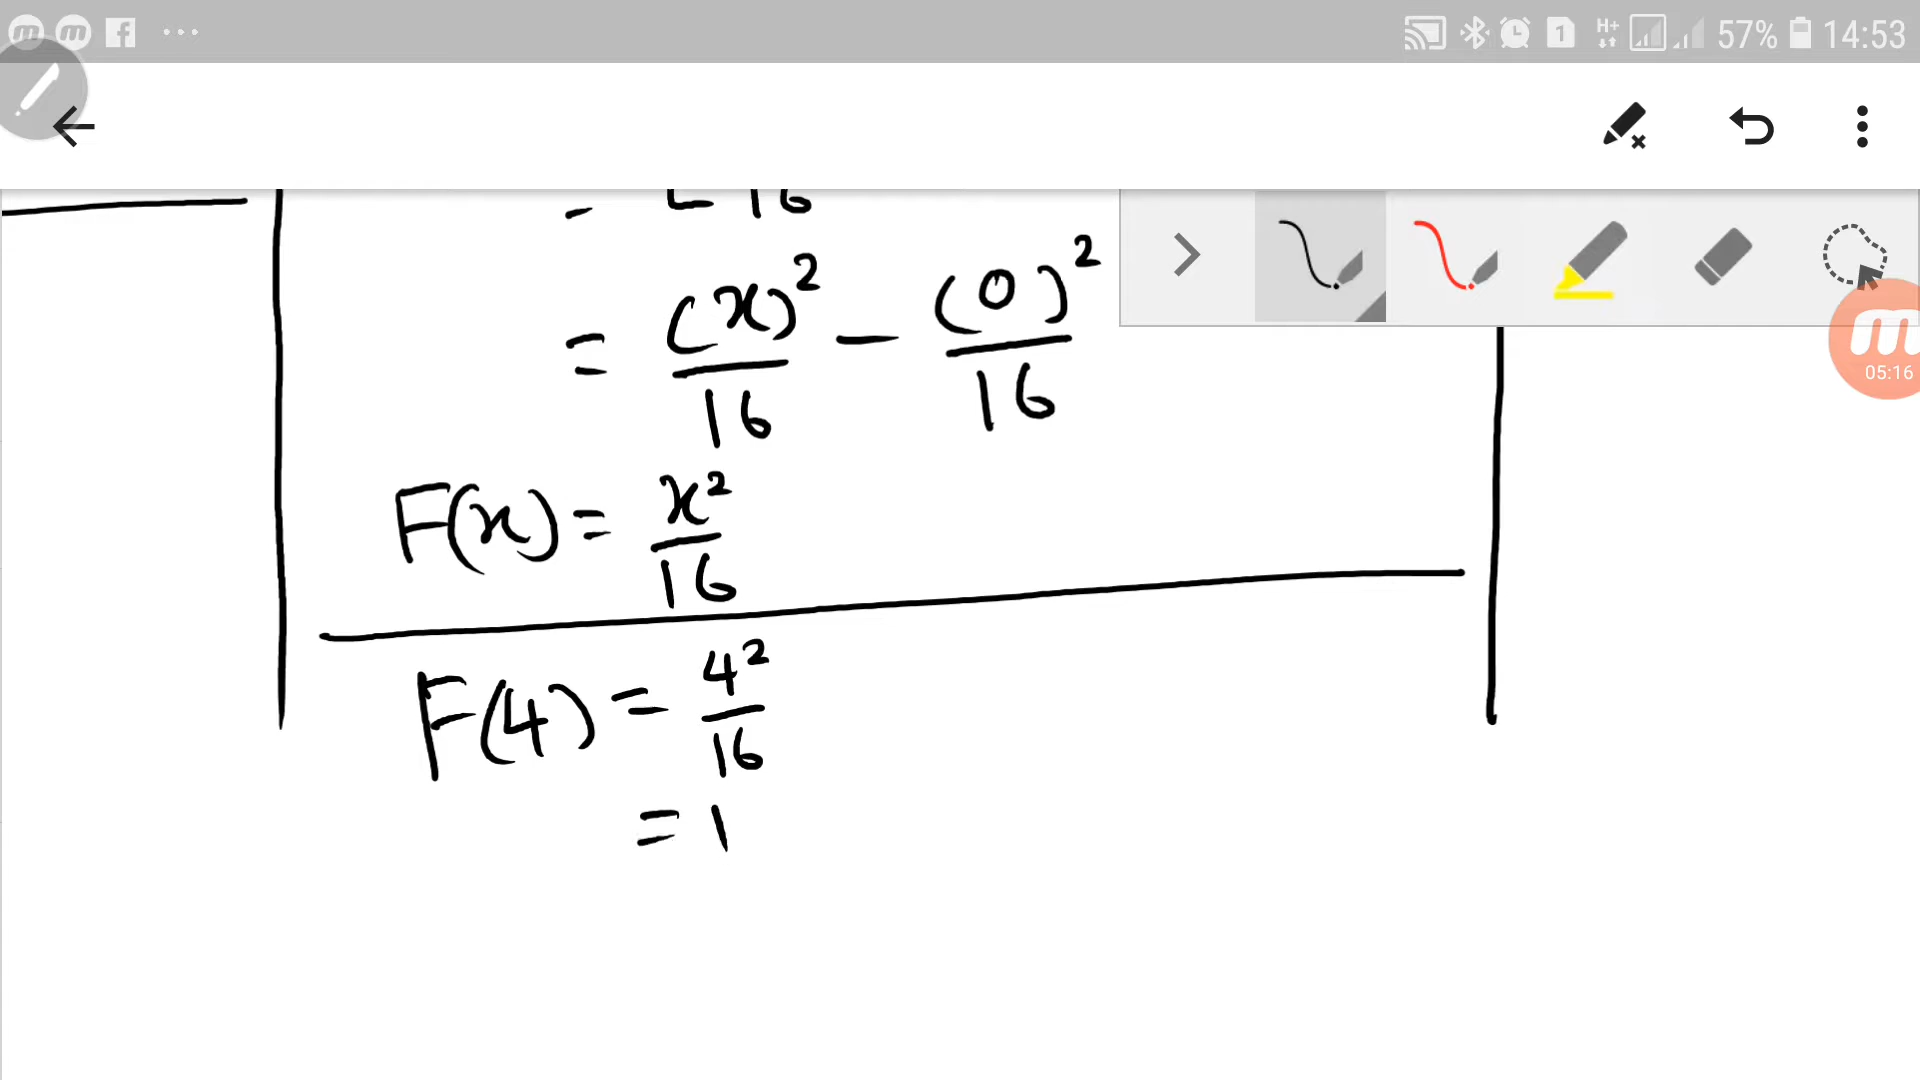 57% 14:53
= (x)²/16 - (0)²/16
05:16
F(x) = x²/16
F(4) = 4²/16
= 1